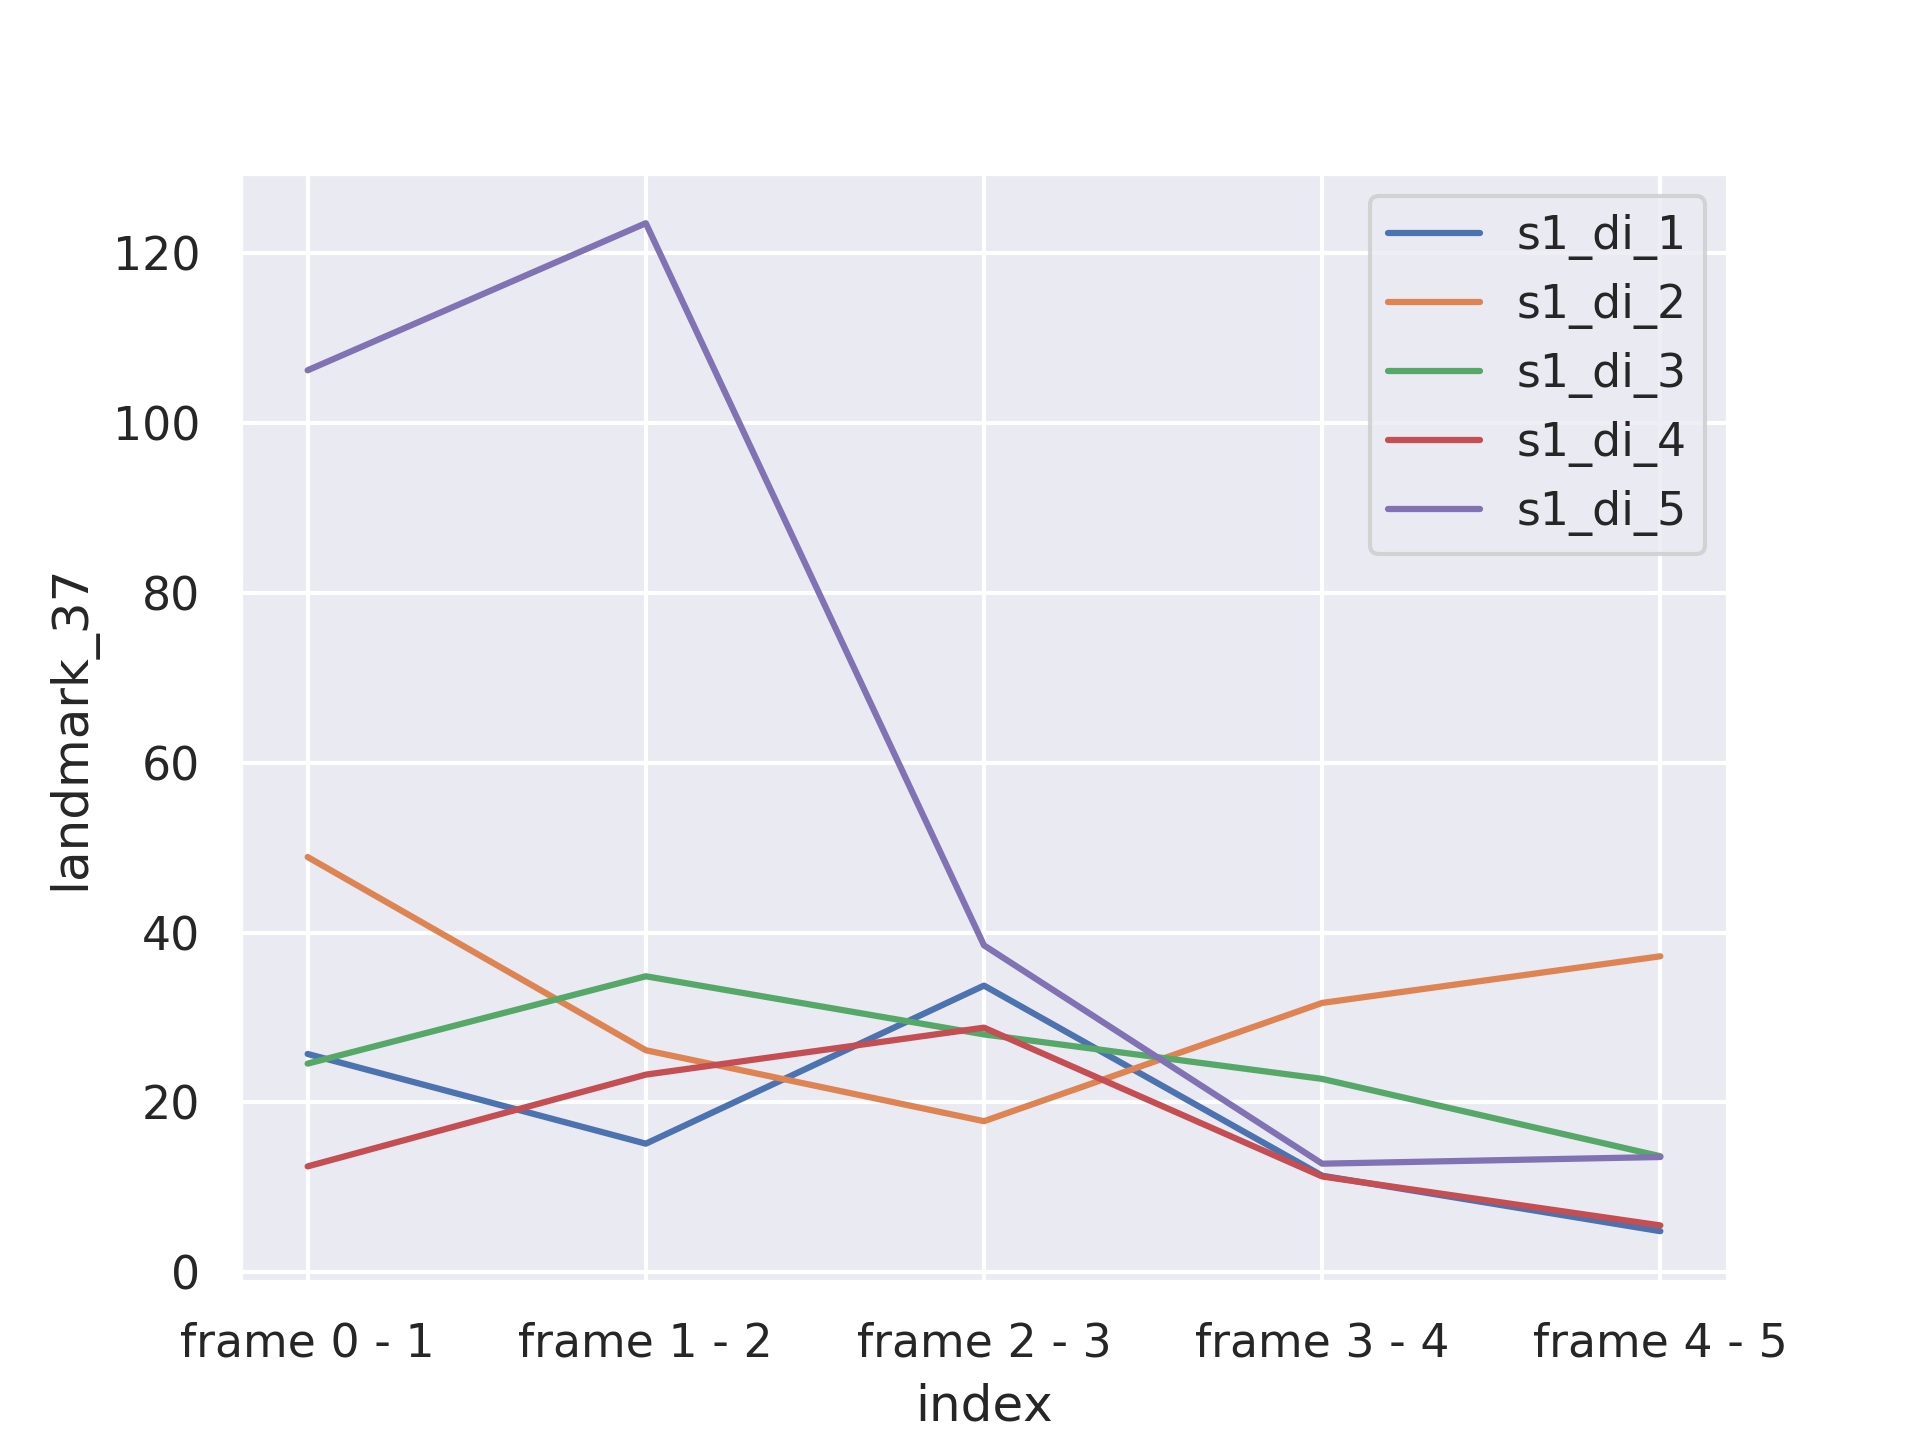 s1_di_1
s1_di_2
s1_di_3
s1_di_4
s1_di_5
120
100
80
60
40
20
0
landmark_37
frame 0 - 1
frame 1 - 2
frame 2 - 3
frame 3 - 4
frame 4 - 5
index